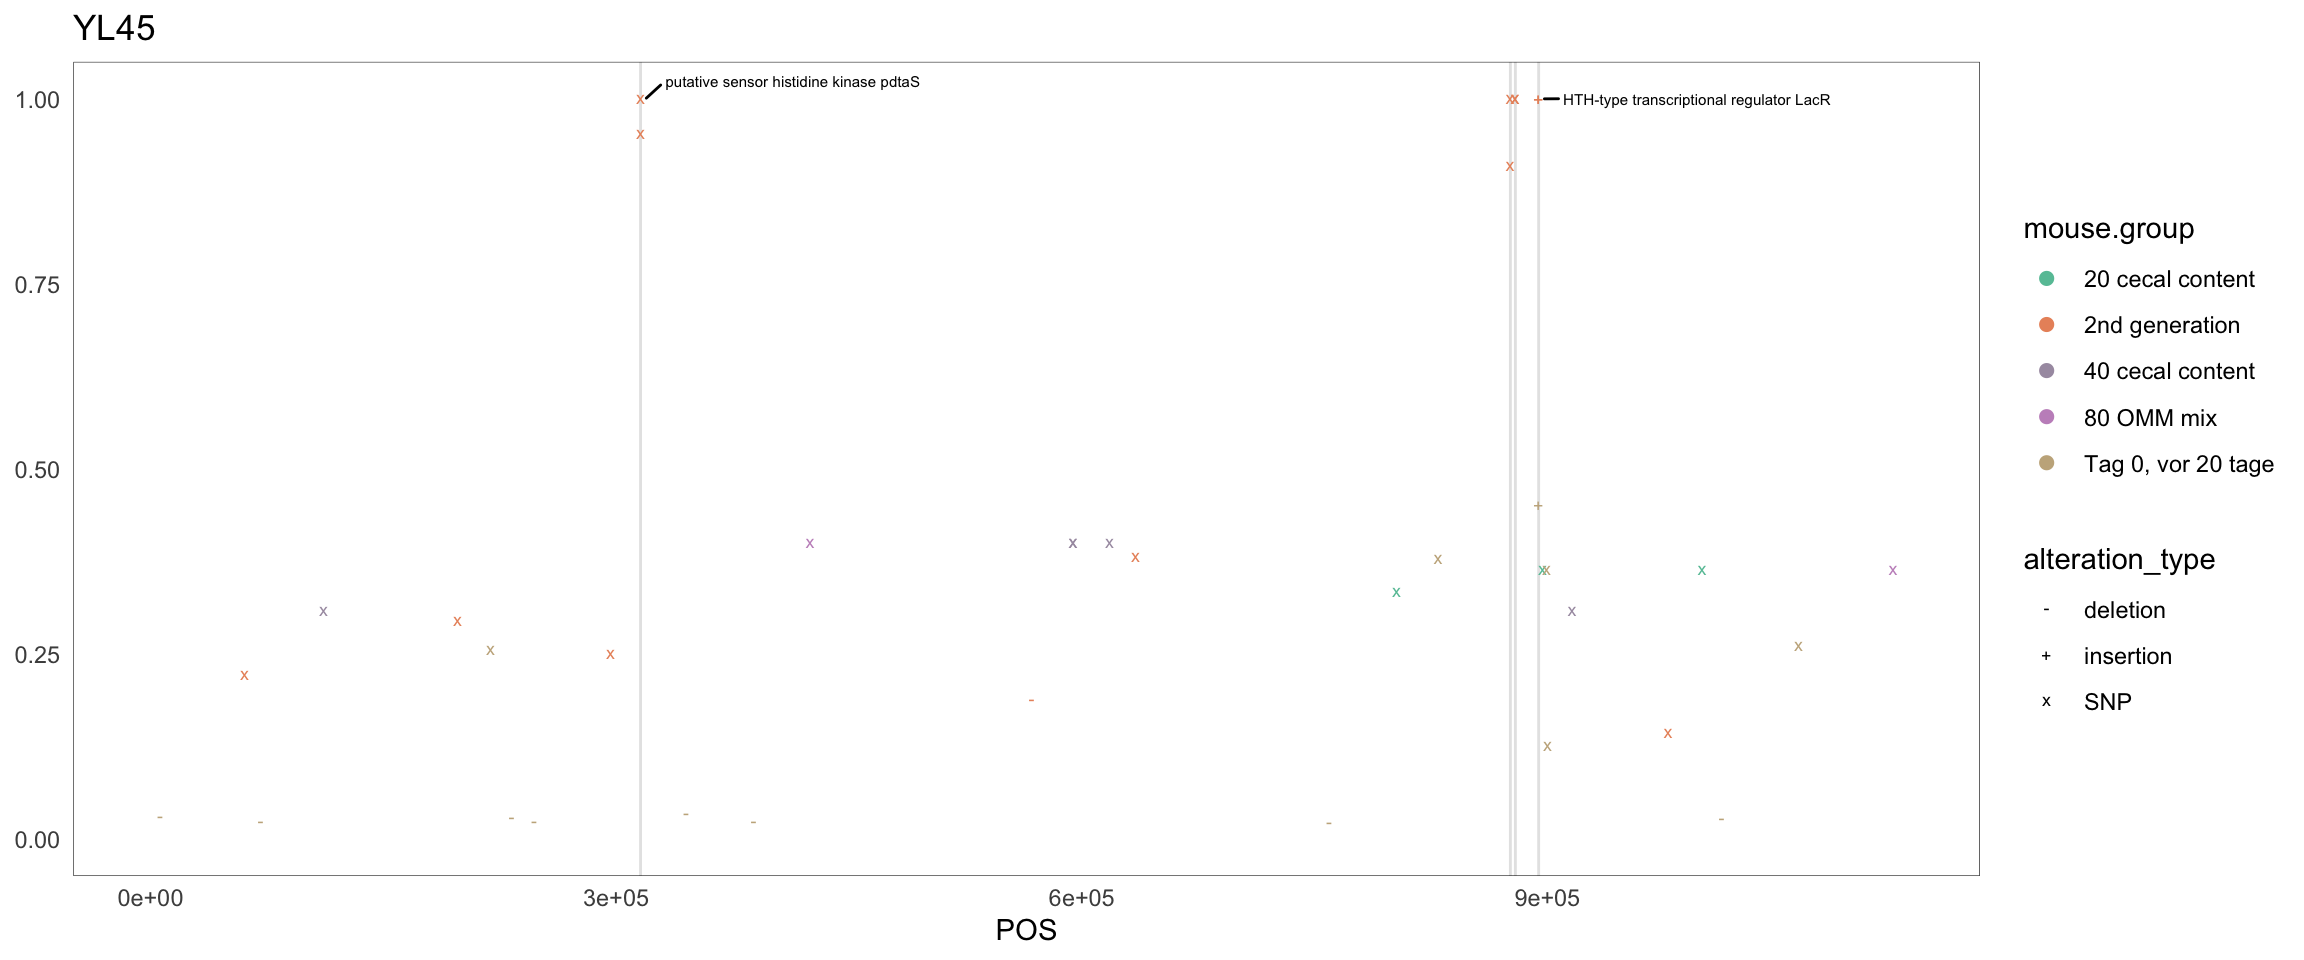 YL45
putative sensor histidine kinase pdtaS
HTH-type transcriptional regulator LacR
1.00
0.75
0.50
0.25
0.00
0e+00
3e+05
6e+05
9e+05
POS
mouse.group
20 cecal content
2nd generation
40 cecal content
80 OMM mix
Tag 0, vor 20 tage
alteration_type
- deletion
+ insertion
x SNP